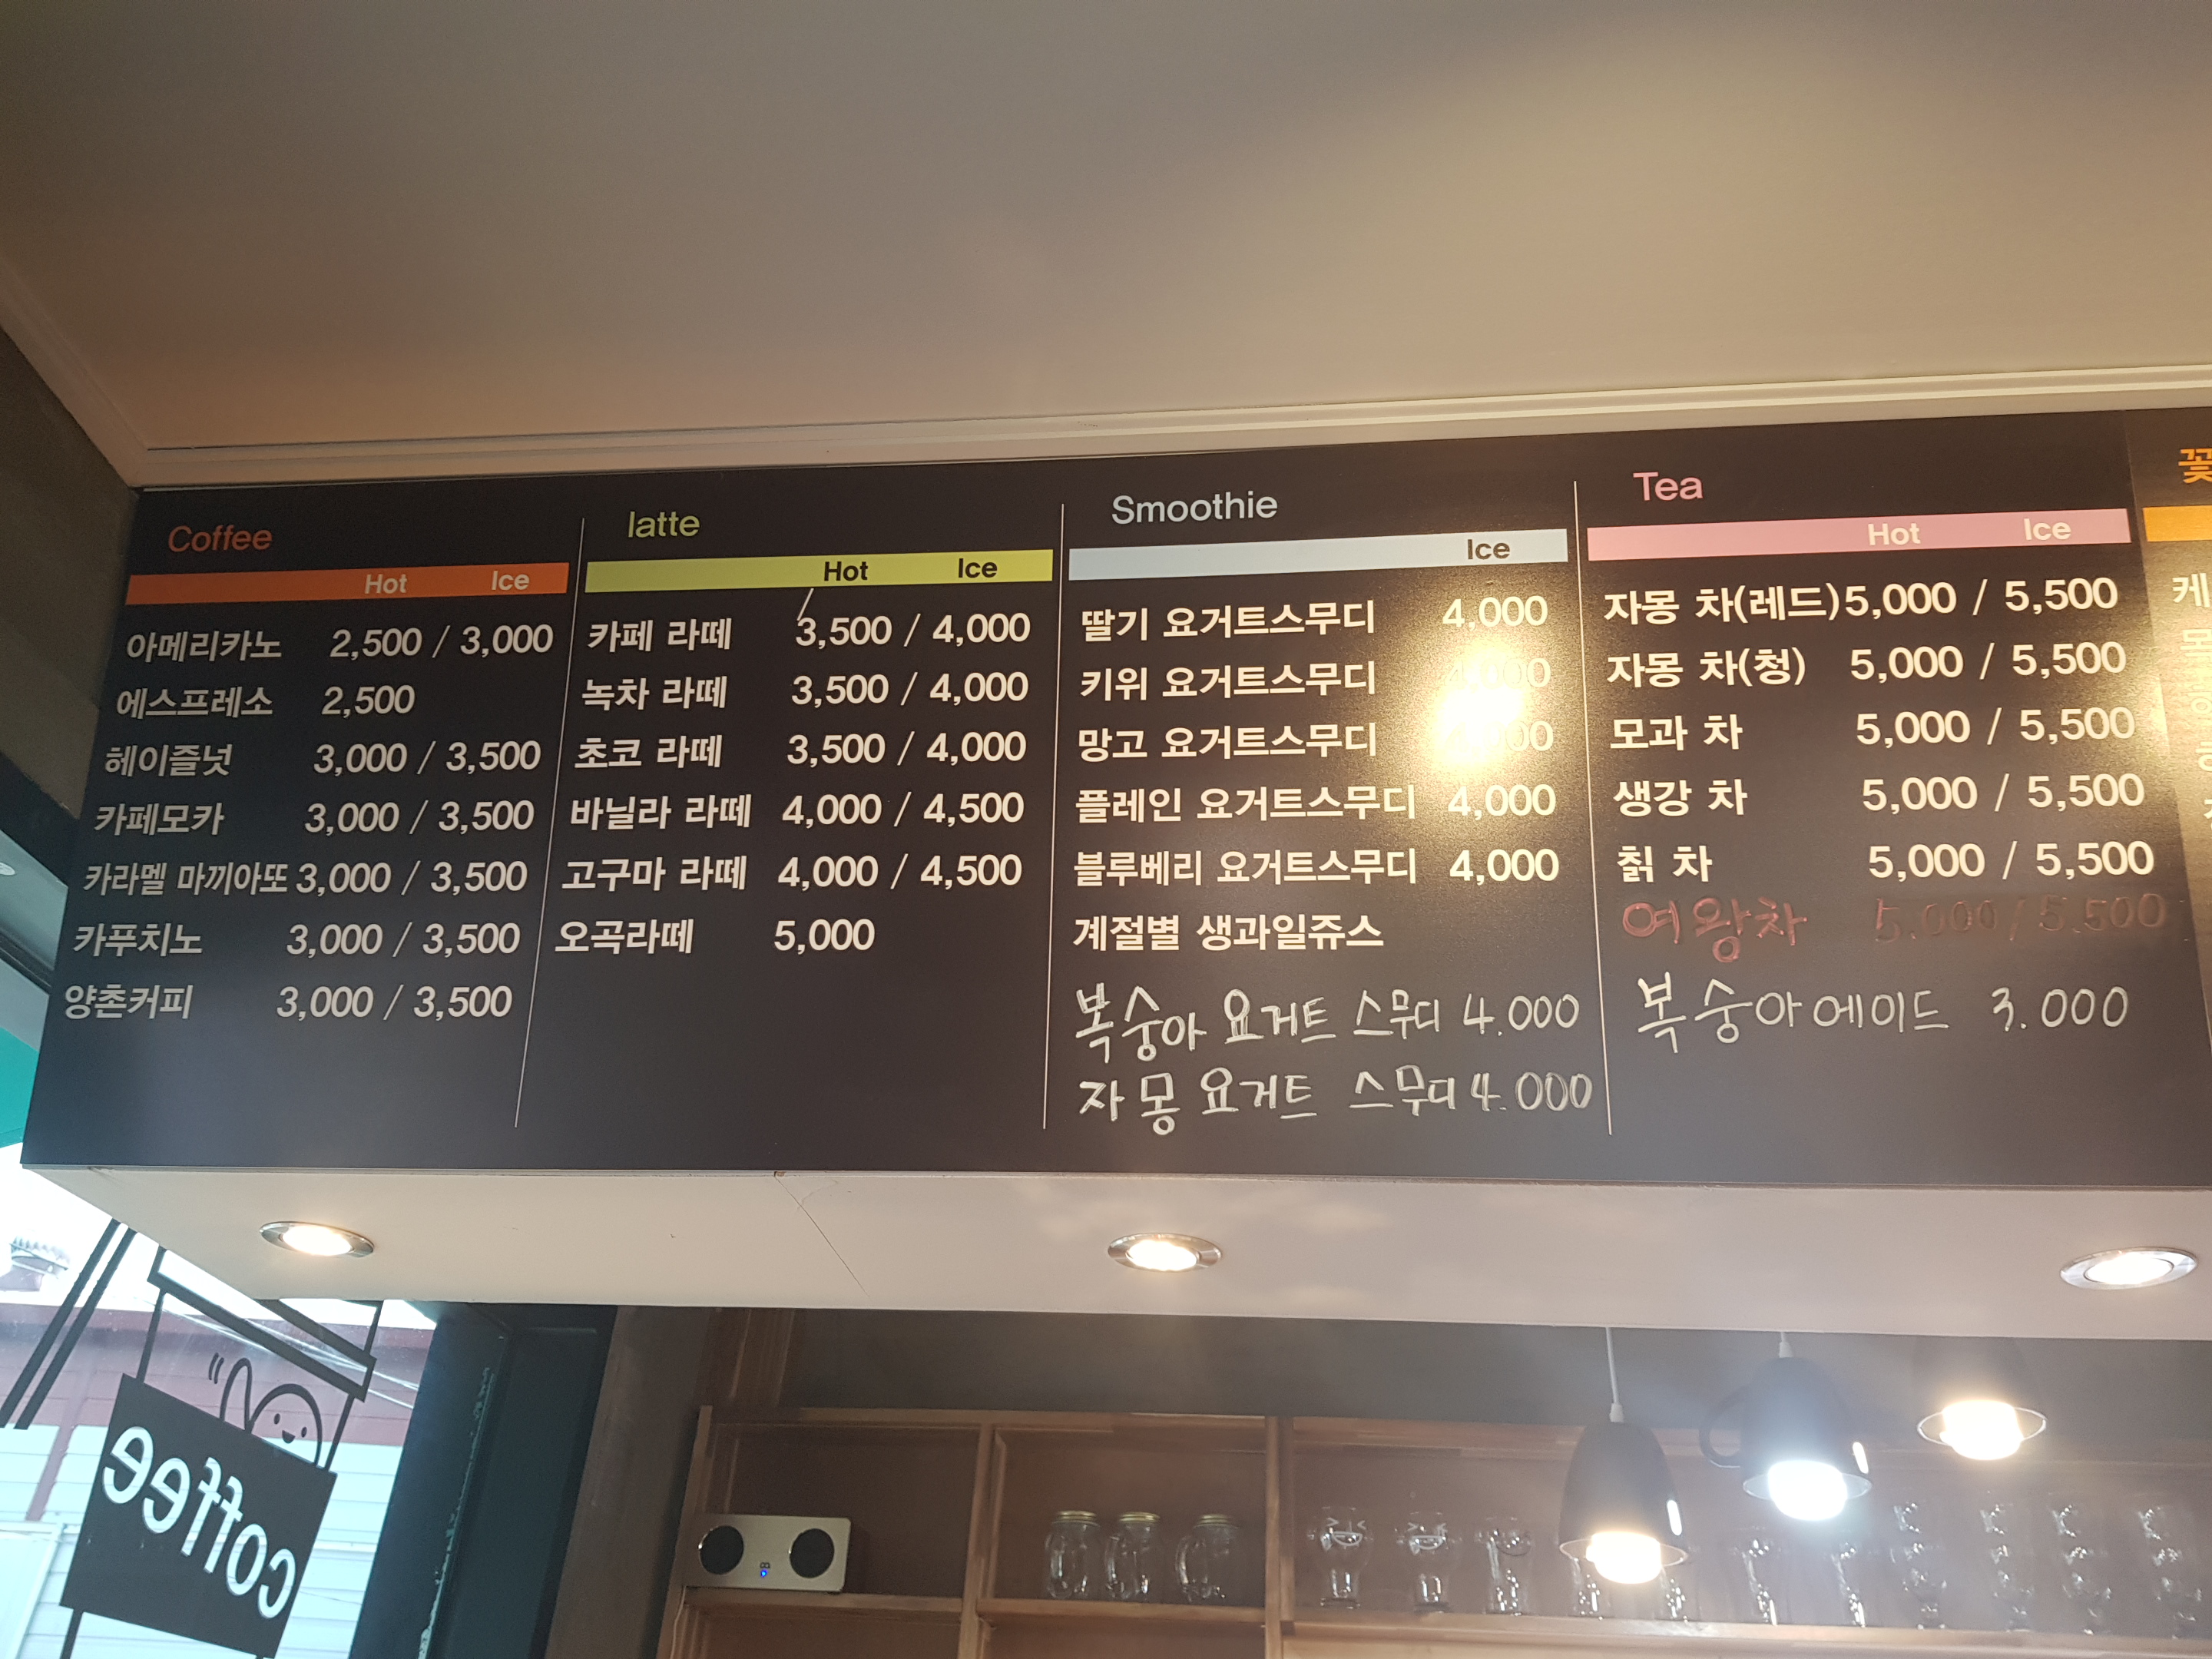 Coffee
Hot Ice
아메리카노 2,500 / 3,000
에스프레소 2,500
헤이즐넛 3,000 / 3,500
카페모카 3,000 / 3,500
카라멜 마끼아또 3,000 / 3,500
카푸치노 3,000 / 3,500
양촌커피 3,000 / 3,500
latte
Hot Ice
카페 라떼 3,500 / 4,000
녹차 라떼 3,500 / 4,000
초코 라떼 3,500 / 4,000
바닐라 라떼 4,000 / 4,500
고구마 라떼 4,000 / 4,500
오곡라떼 5,000
Smoothie
Ice
딸기 요거트스무디 4,000
키위 요거트스무디
망고 요거트스무디
플레인 요거트스무디 4,000
블루베리 요거트스무디 4,000
계절별 생과일쥬스
복숭아 요거트 스무디 4.000
자몽 요거트 스무디 4.000
Tea
Hot Ice
자몽 차(레드) 5,000 / 5,500
자몽 차(청) 5,000 / 5,500
모과 차 5,000 / 5,500
생강 차 5,000 / 5,500
칡 차 5,000 / 5,500
여왕차 5.000 / 5.500
복숭아에이드 3.000
케
coffee